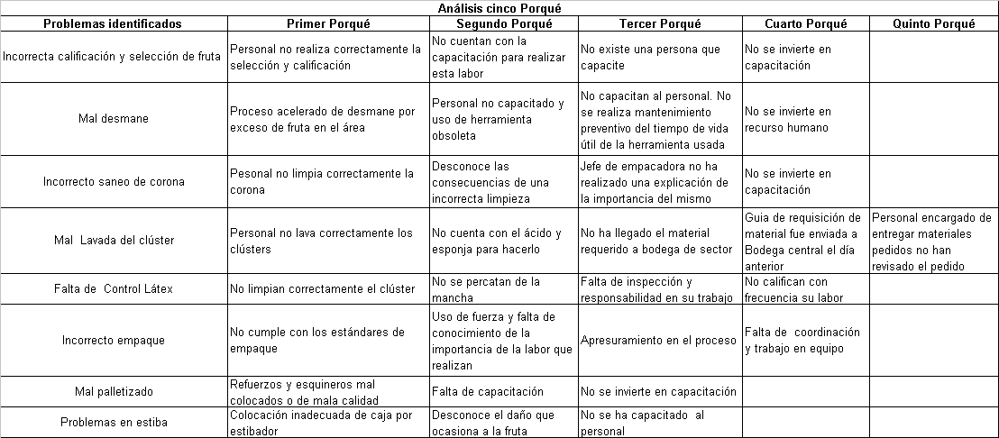 Análisis cinco Porqué
Problemas identificados
Primer Porqué
Segundo Porqué
Tercer Porqué
Cuarto Porqué
Quinto Porqué
Incorrecta calificación y selección de fruta
Personal no realiza correctamente la
selección y calificación
No cuentan con la
capacitación para realizar
esta labor
No existe una persona que
capacite
No se invierte en
capacitación
Mal desmane
Proceso acelerado de desmane por
exceso de fruta en el área
Personal no capacitado y
uso de herramienta
obsoleta
No capacitan al personal. No
se realiza mantenimiento
preventivo del tiempo de vida
útil de la herramienta usada
No se invierte en
recurso humano
Incorrecto saneo de corona
Pesonal no limpia correctamente la
corona
Desconoce las
consecuencias de una
incorrecta limpieza
Jefe de empacadora no ha
realizado una explicación de
la importancia del mismo
No se invierte en
capacitación
Mal  Lavada del clúster
Personal no lava correctamente los
clústers
No cuenta con el ácido y
esponja para hacerlo
No ha llegado el material
requerido a bodega de sector
Guia de requisición de
material fue enviada a
Bodega central el día
anterior
Personal encargado de
entregar materiales
pedidos no han
revisado el pedido
Falta de  Control Látex
No limpian correctamente el clúster
No se percatan de la
mancha
Falta de inspección y
responsabilidad en su trabajo
No califican con
frecuencia su labor
Incorrecto empaque
No cumple con los estándares de
empaque
Uso de fuerza y falta de
conocimiento de la
importancia de la labor que
realizan
Apresuramiento en el proceso
Falta de  coordinación
y trabajo en equipo
Mal palletizado
Refuerzos y esquineros mal
colocados o de mala calidad
Falta de capacitación
No se invierte en capacitación
Problemas en estiba
Colocación inadecuada de caja por
estibador
Desconoce el daño que
ocasiona a la fruta
No se ha capacitado  al
personal